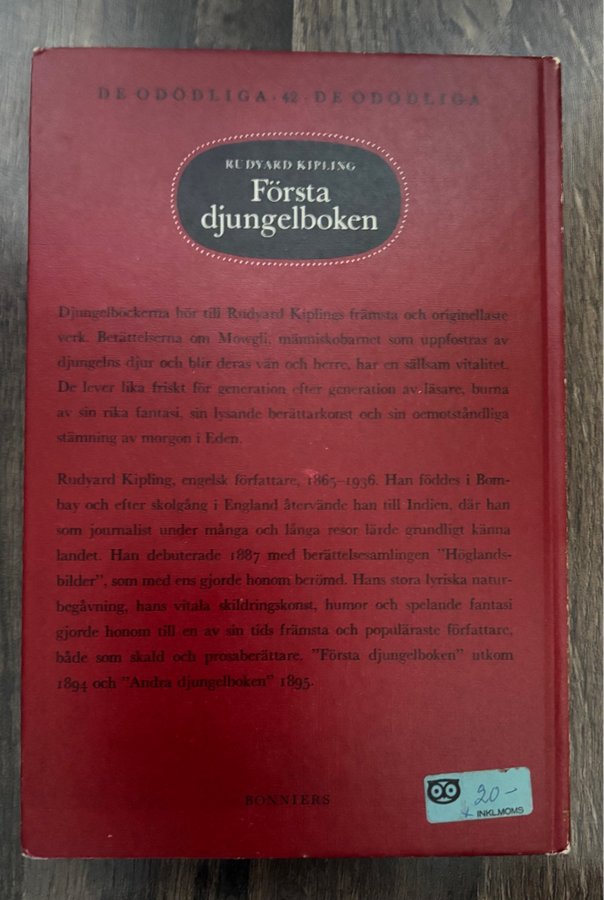 DE ODÖDLIGA · 42 · DE ODÖDLIGA
RUDYARD KIPLING
Första
djungelboken
Djungelböckerna hör till Rudyard Kiplings främsta och originellaste
verk. Berättelserna om Mowgli, människobarnet som uppfostras av
djungelns djur och blir deras vän och herre, har en sällsam vitalitet.
De lever lika friskt för generation efter generation av läsare, burna
av sin rika fantasi, sin lysande berättarkonst och sin oemotståndliga
stämning av morgon i Eden.
Rudyard Kipling, engelsk författare, 1865–1936. Han föddes i Bom-
bay och efter skolgång i England återvände han till Indien, där han
som journalist under många och långa resor lärde grundligt känna
landet. Han debuterade 1887 med berättelsesamlingen ”Höglands-
bilder”, som med ens gjorde honom berömd. Hans stora lyriska natur-
begåvning, hans vitala skildringskonst, humor och spelande fantasi
gjorde honom till en av sin tids främsta och populäraste författare,
både som skald och prosaberättare. ”Första djungelboken” utkom
1894 och ”Andra djungelboken” 1895.
BONNIERS
20:-
INKL.MOMS